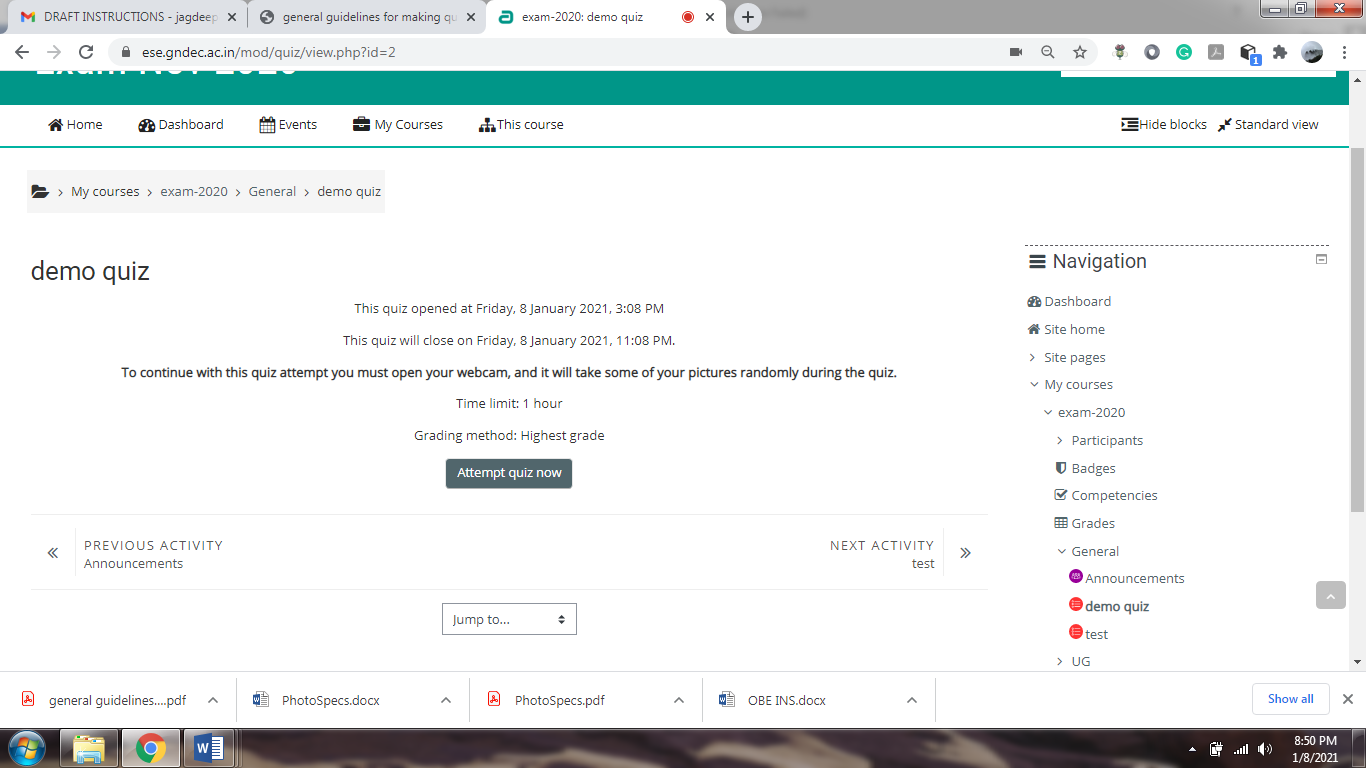 DRAFT INSTRUCTIONS - jagdeep
general guidelines for making qu
exam-2020: demo quiz
ese.gndec.ac.in/mod/quiz/view.php?id=2
1
Home
Dashboard
Events
My Courses
This course
Hide blocks
Standard view
My courses
exam-2020
General
demo quiz
demo quiz
This quiz opened at Friday, 8 January 2021, 3:08 PM
This quiz will close on Friday, 8 January 2021, 11:08 PM.
To continue with this quiz attempt you must open your webcam, and it will take some of your pictures randomly during the quiz.
Time limit: 1 hour
Grading method: Highest grade
Attempt quiz now
PREVIOUS ACTIVITY
Announcements
NEXT ACTIVITY
test
Jump to...
Navigation
Dashboard
Site home
Site pages
My courses
exam-2020
Participants
Badges
Competencies
Grades
General
Announcements
demo quiz
test
UG
general guidelines....pdf
PhotoSpecs.docx
PhotoSpecs.pdf
OBE INS.docx
Show all
8:50 PM
1/8/2021